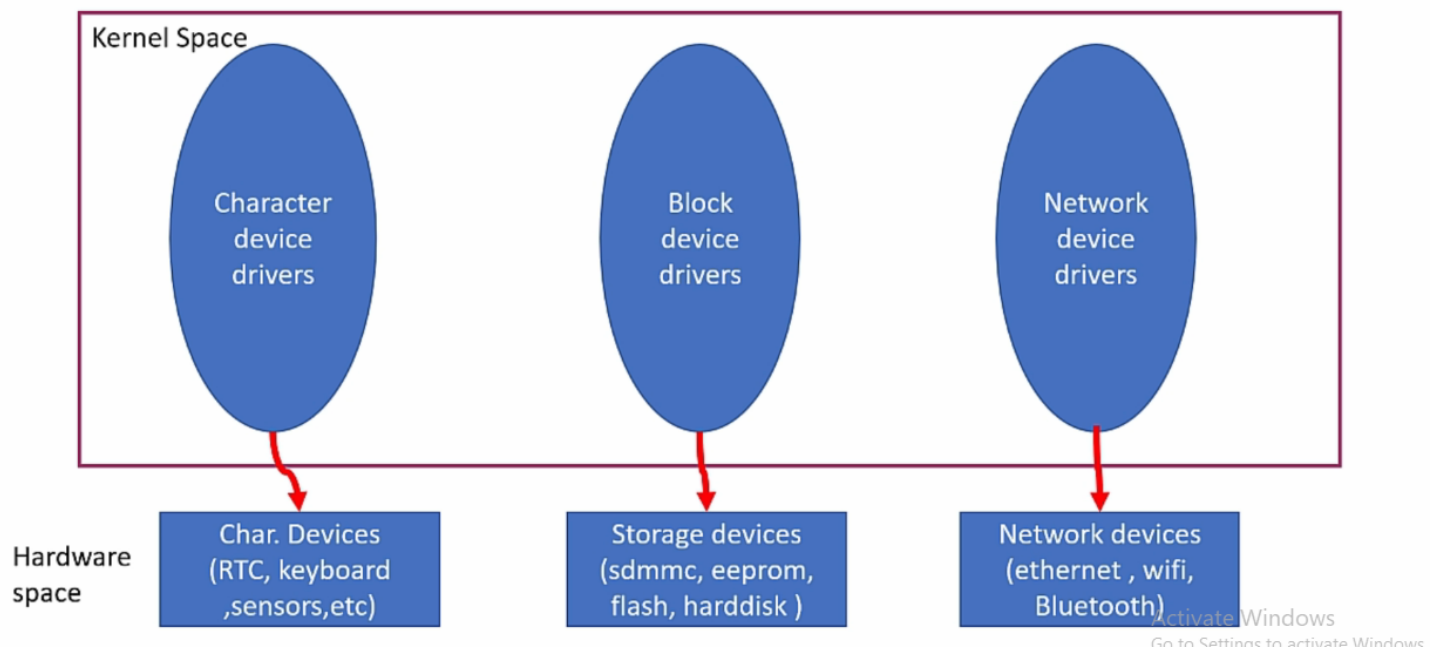 Kernel Space
Character
device
drivers
Block
device
drivers
Network
device
drivers
Hardware
space
Char. Devices
(RTC, keyboard
,sensors,etc)
Storage devices
(sdmmc, eeprom,
flash, harddisk )
Network devices
(ethernet , wifi,
Bluetooth)
Activate Windows
Go to Settings to activate Windows